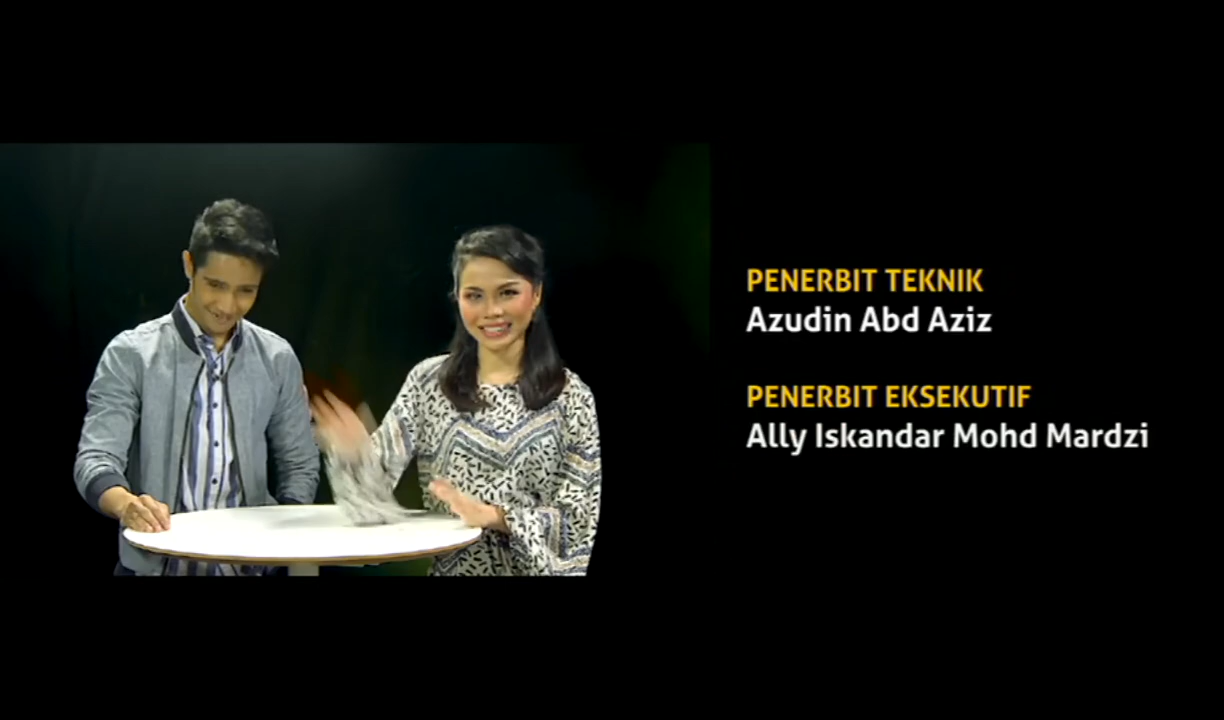 PENERBIT TEKNIK
Azudin Abd Aziz
PENERBIT EKSEKUTIF
Ally Iskandar Mohd Mardzi